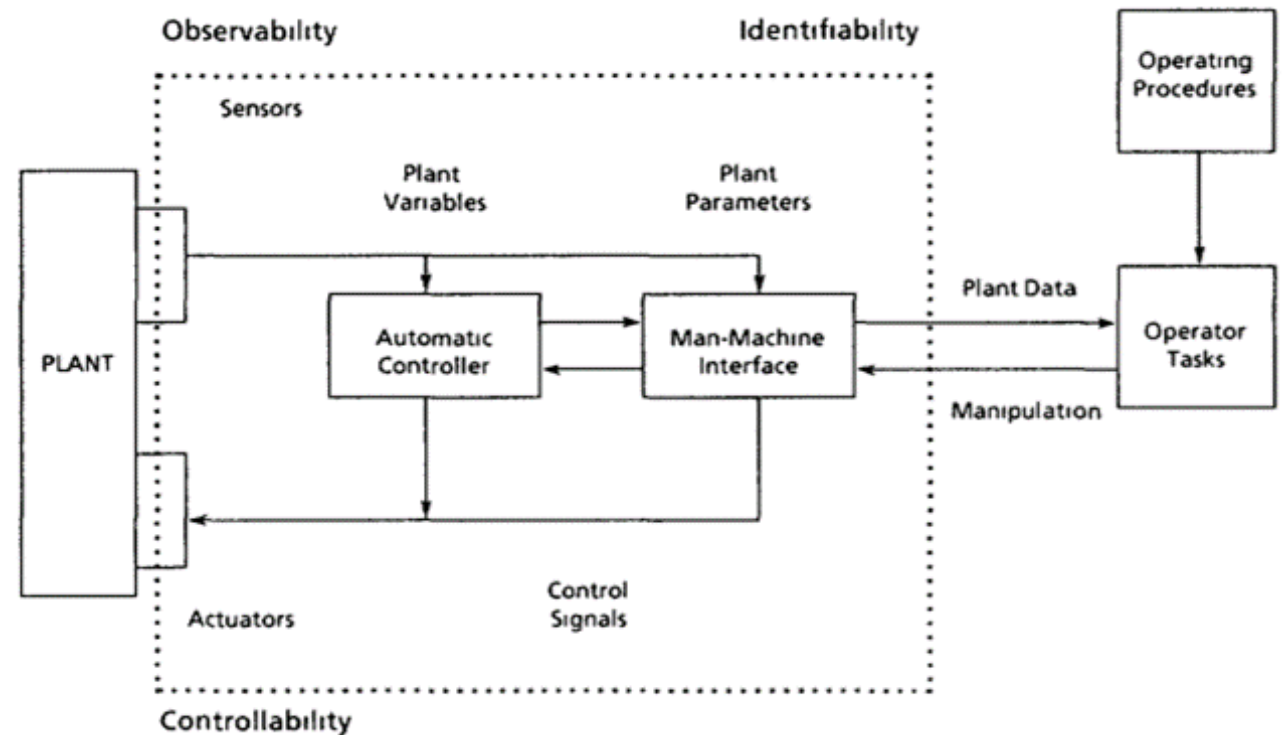 Observability
Identifiability
Operating
Procedures
Sensors
Plant
Variables
Plant
Parameters
Plant Data
PLANT
Automatic
Controller
Man-Machine
Interface
Operator
Tasks
Manipulation
Control
Signals
Actuators
Controllability